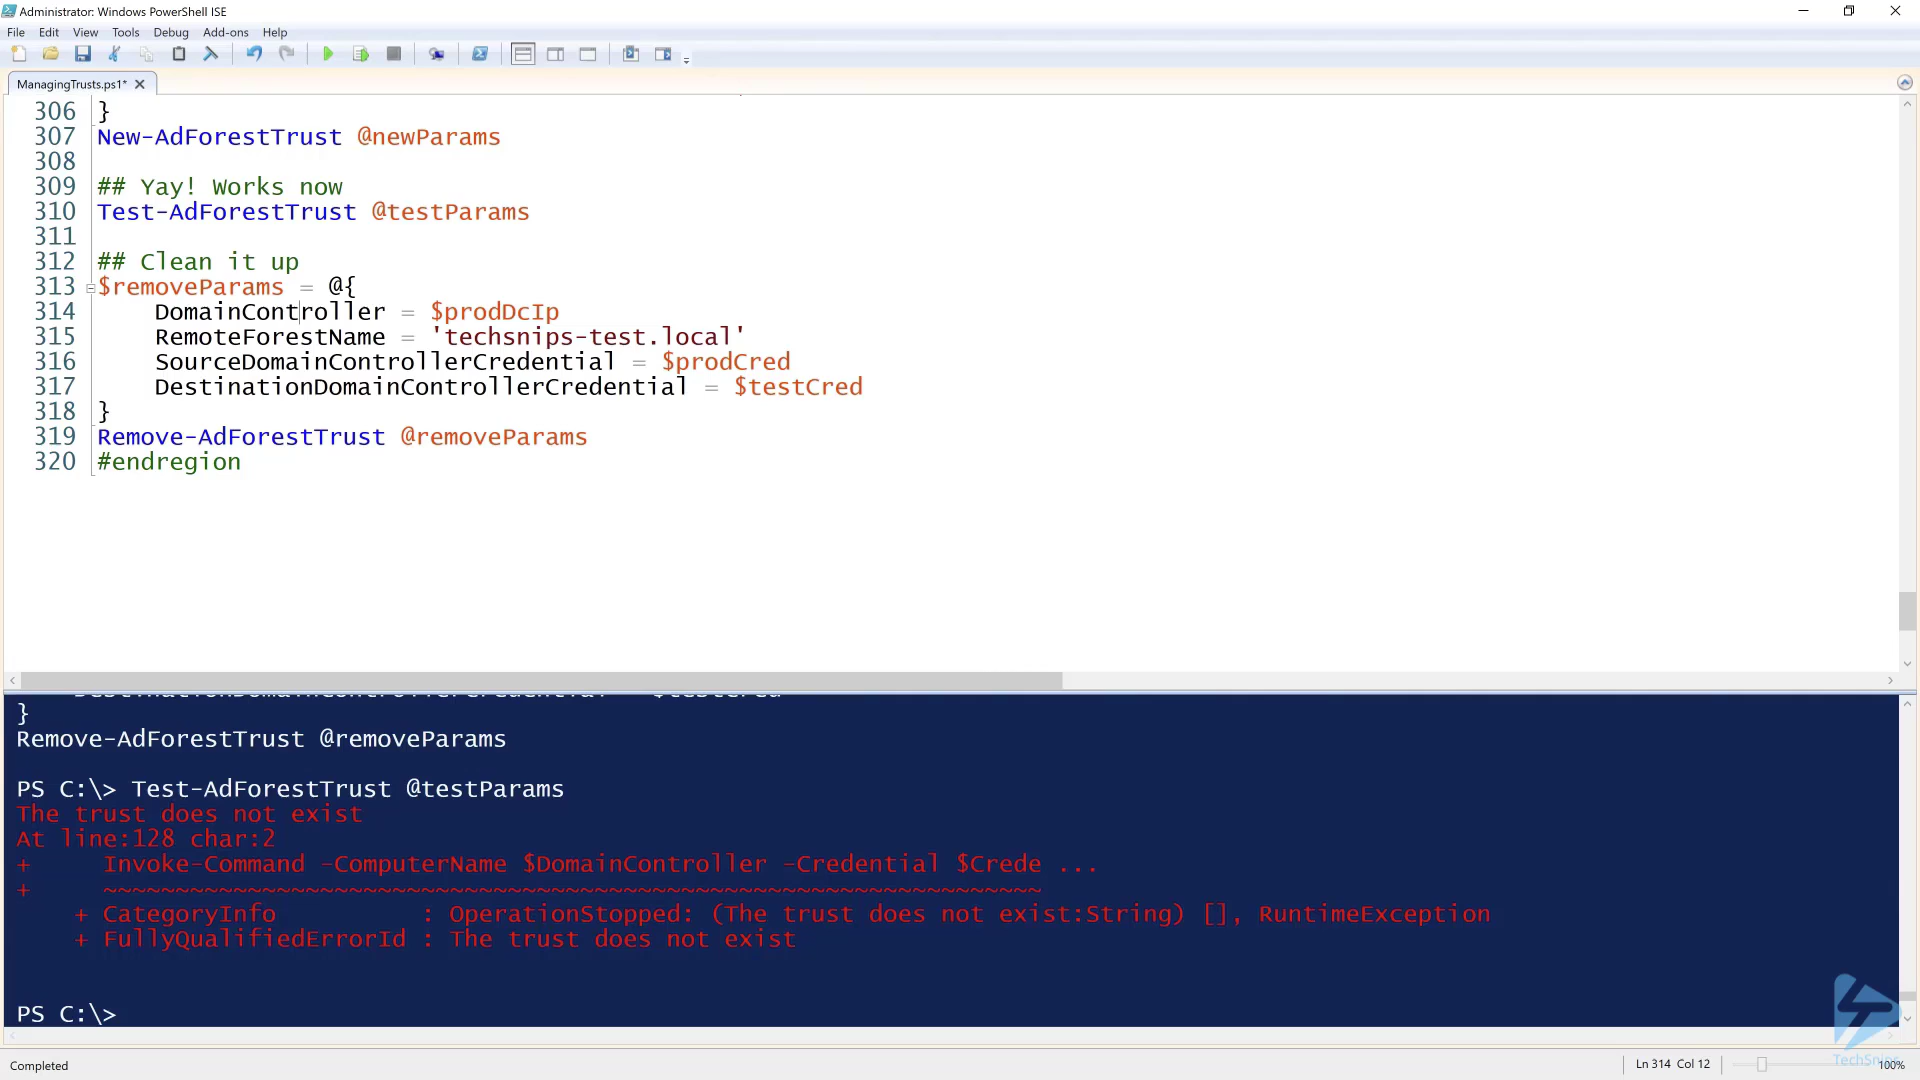 Administrator: Windows PowerShell ISE
File Edit View Tools Debug Add-ons Help
ManagingTrusts.ps1*
306 }
307 New-AdForestTrust @newParams
308
309 ## Yay! Works now
310 Test-AdForestTrust @testParams
311
312 ## Clean it up
313 $removeParams = @{
314 DomainController = $prodDcIp
315 RemoteForestName = 'techsnips-test.local'
316 SourceDomainControllerCredential = $prodCred
317 DestinationDomainControllerCredential = $testCred
318 }
319 Remove-AdForestTrust @removeParams
320 #endregion
DestinationDomainControllerCredential = $testCred
}
Remove-AdForestTrust @removeParams
PS C:\> Test-AdForestTrust @testParams
The trust does not exist
At line:128 char:2
+ Invoke-Command -ComputerName $DomainController -Credential $Crede ...
+ ~~~~~~~~~~~~~~~~~~~~~~~~~~~~~~~~~~~~~~~~~~~~~~~~~~~~~~~~~~~~~~~~~
+ CategoryInfo : OperationStopped: (The trust does not exist:String) [], RuntimeException
+ FullyQualifiedErrorId : The trust does not exist
PS C:\>
TechSnips
Completed
Ln 314 Col 12
100%